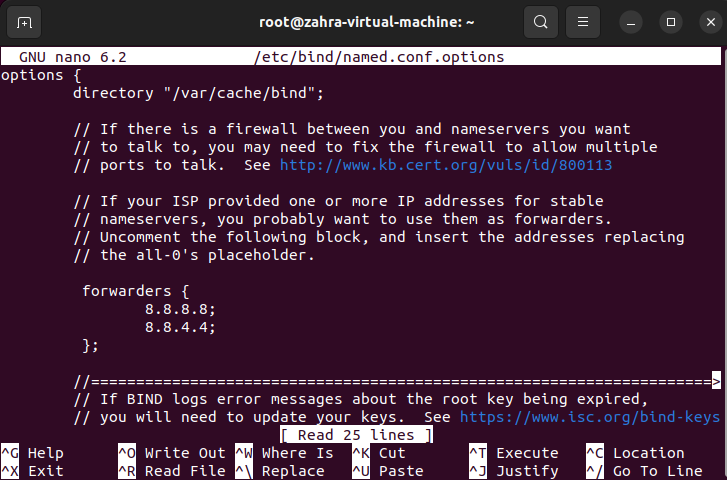 root@zahra-virtual-machine: ~
GNU nano 6.2 /etc/bind/named.conf.options
options {
directory "/var/cache/bind";
// If there is a firewall between you and nameservers you want
// to talk to, you may need to fix the firewall to allow multiple
// ports to talk.  See http://www.kb.cert.org/vuls/id/800113
// If your ISP provided one or more IP addresses for stable
// nameservers, you probably want to use them as forwarders.
// Uncomment the following block, and insert the addresses replacing
// the all-0's placeholder.
forwarders {
8.8.8.8;
8.8.4.4;
};
//=====================================================================>
// If BIND logs error messages about the root key being expired,
// you will need to update your keys.  See https://www.isc.org/bind-keys
[ Read 25 lines ]
^G Help ^O Write Out ^W Where Is ^K Cut ^T Execute ^C Location
^X Exit ^R Read File ^\ Replace ^U Paste ^J Justify ^/ Go To Line